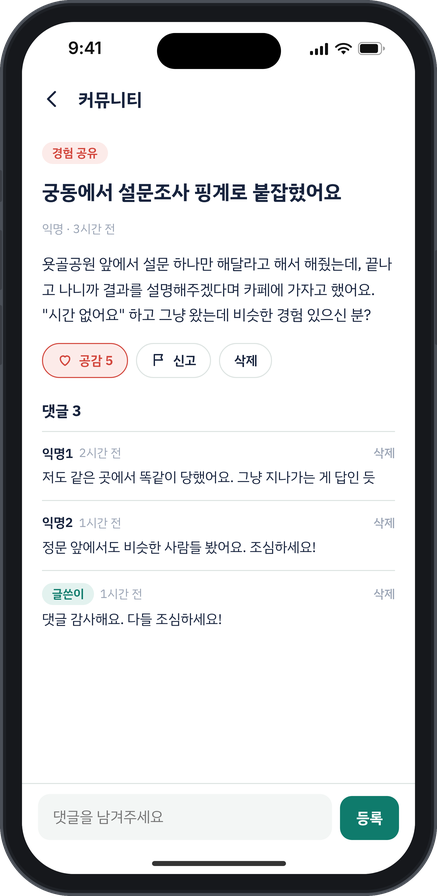 9:41
커뮤니티
경험 공유
궁동에서 설문조사 핑계로 붙잡혔어요
익명 · 3시간 전
욧골공원 앞에서 설문 하나만 해달라고 해서 해줬는데, 끝나
고 나니까 결과를 설명해주겠다며 카페에 가자고 했어요.
"시간 없어요" 하고 그냥 왔는데 비슷한 경험 있으신 분?
공감 5 신고 삭제
댓글 3
익명1 2시간 전 삭제
저도 같은 곳에서 똑같이 당했어요. 그냥 지나가는 게 답인 듯
익명2 1시간 전 삭제
정문 앞에서도 비슷한 사람들 봤어요. 조심하세요!
글쓴이 1시간 전 삭제
댓글 감사해요. 다들 조심하세요!
댓글을 남겨주세요 등록